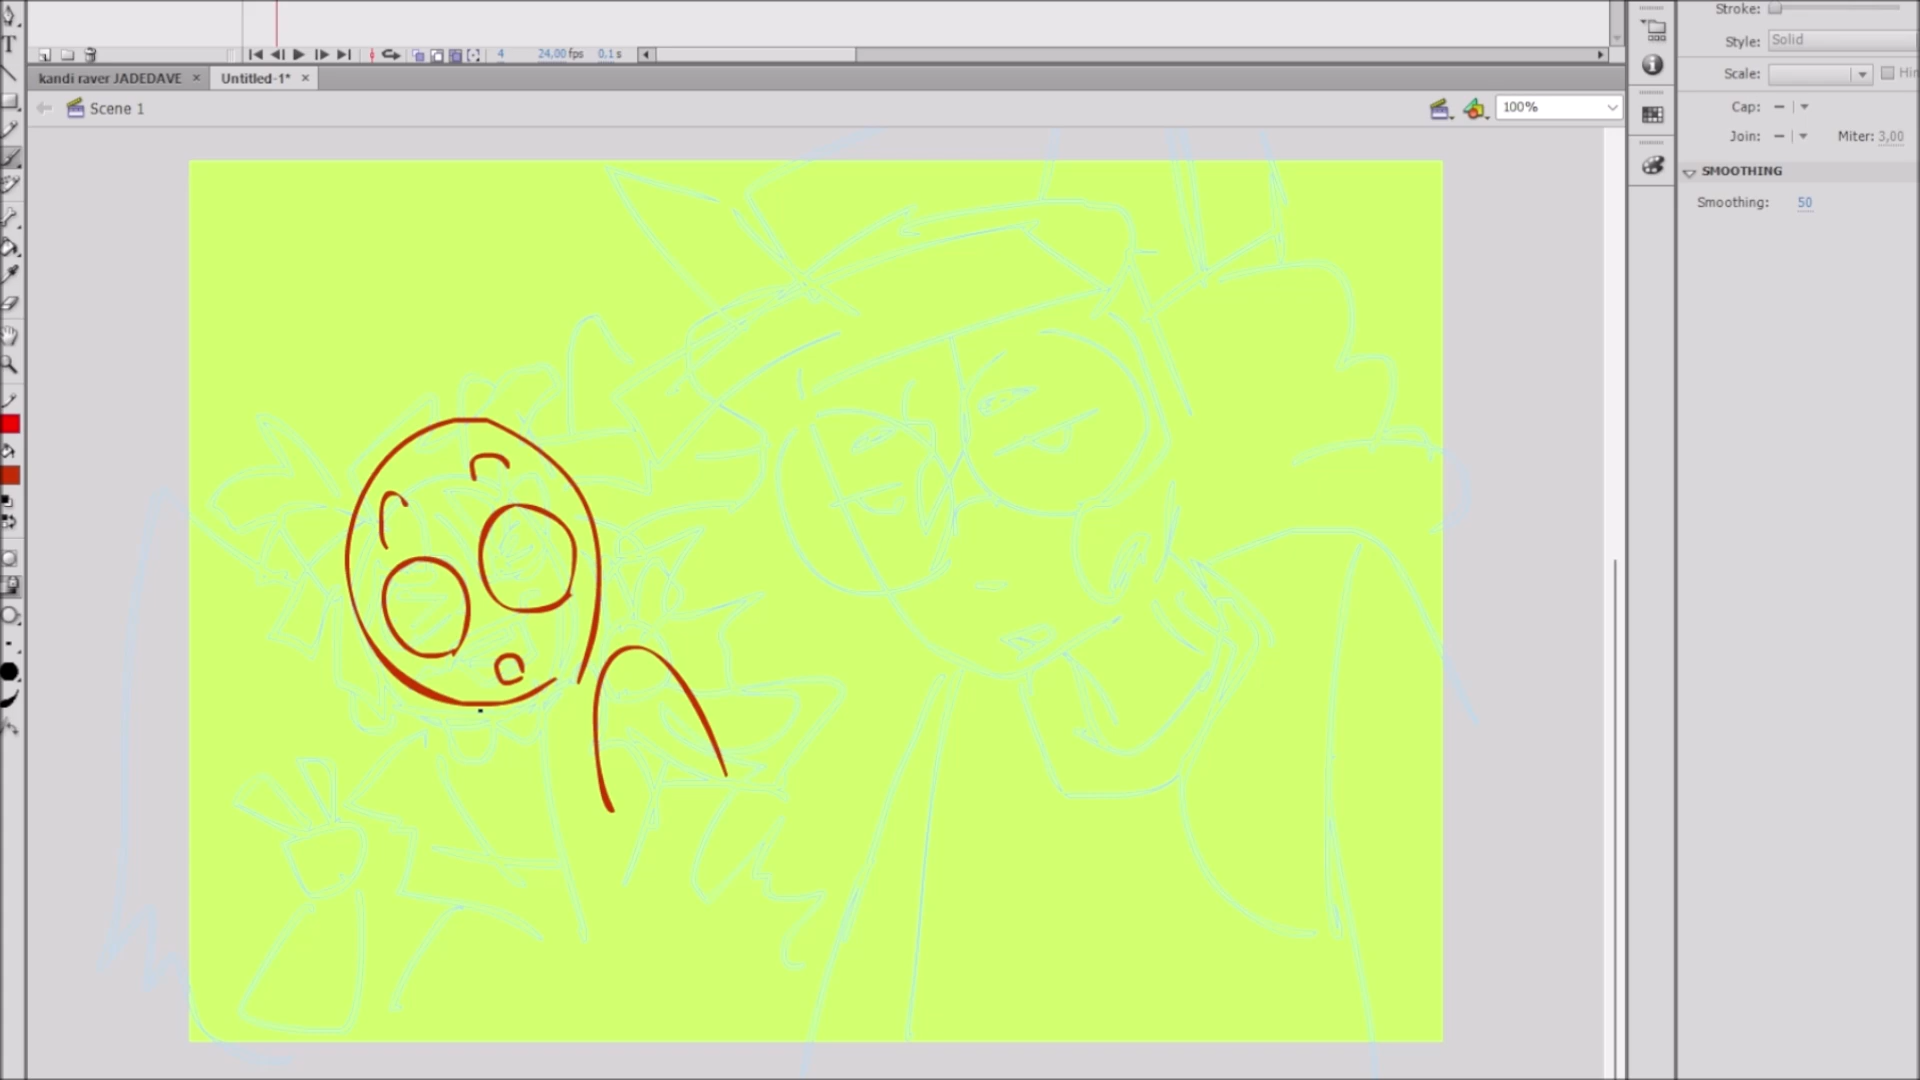 Stroke:
Style: Solid
Scale:
Cap:
Join: Miter: 3,00
SMOOTHING
Smoothing: 50
4 24,00 fps 0.1 s
kandi raver JADEDAVE × Untitled-1* ×
Scene 1
100%